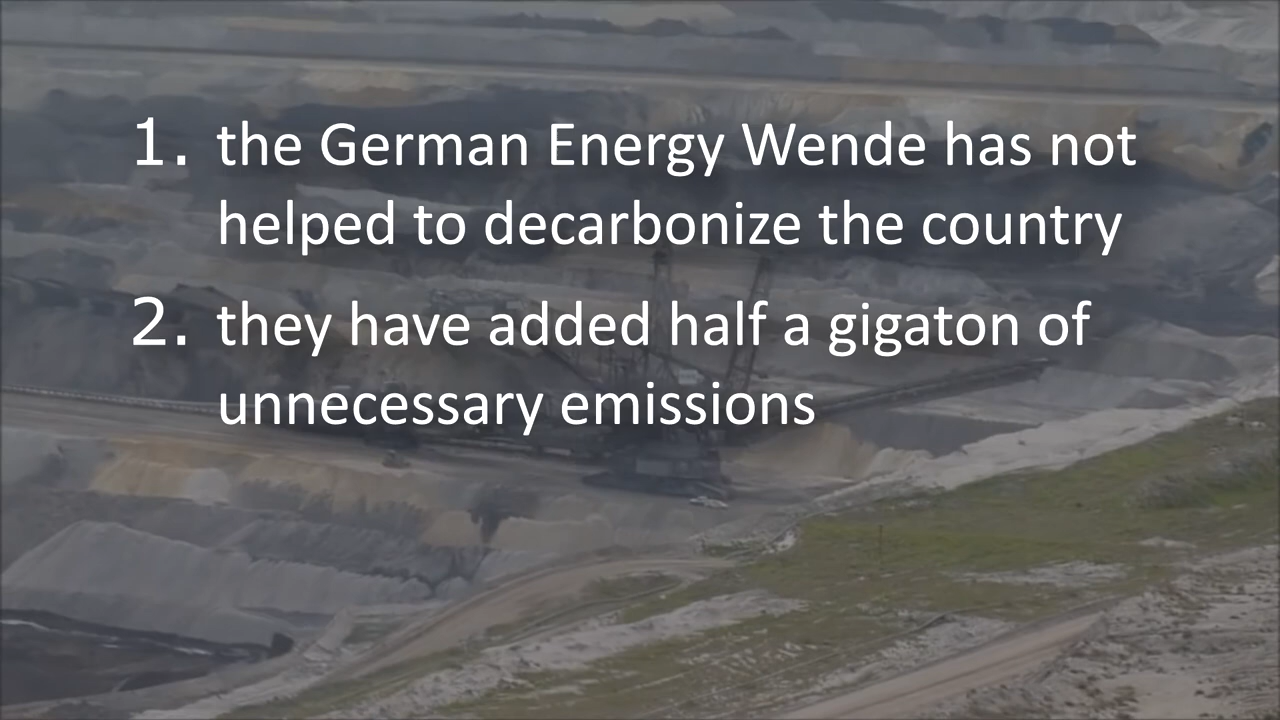 1. the German Energy Wende has not
helped to decarbonize the country
2. they have added half a gigaton of
unnecessary emissions